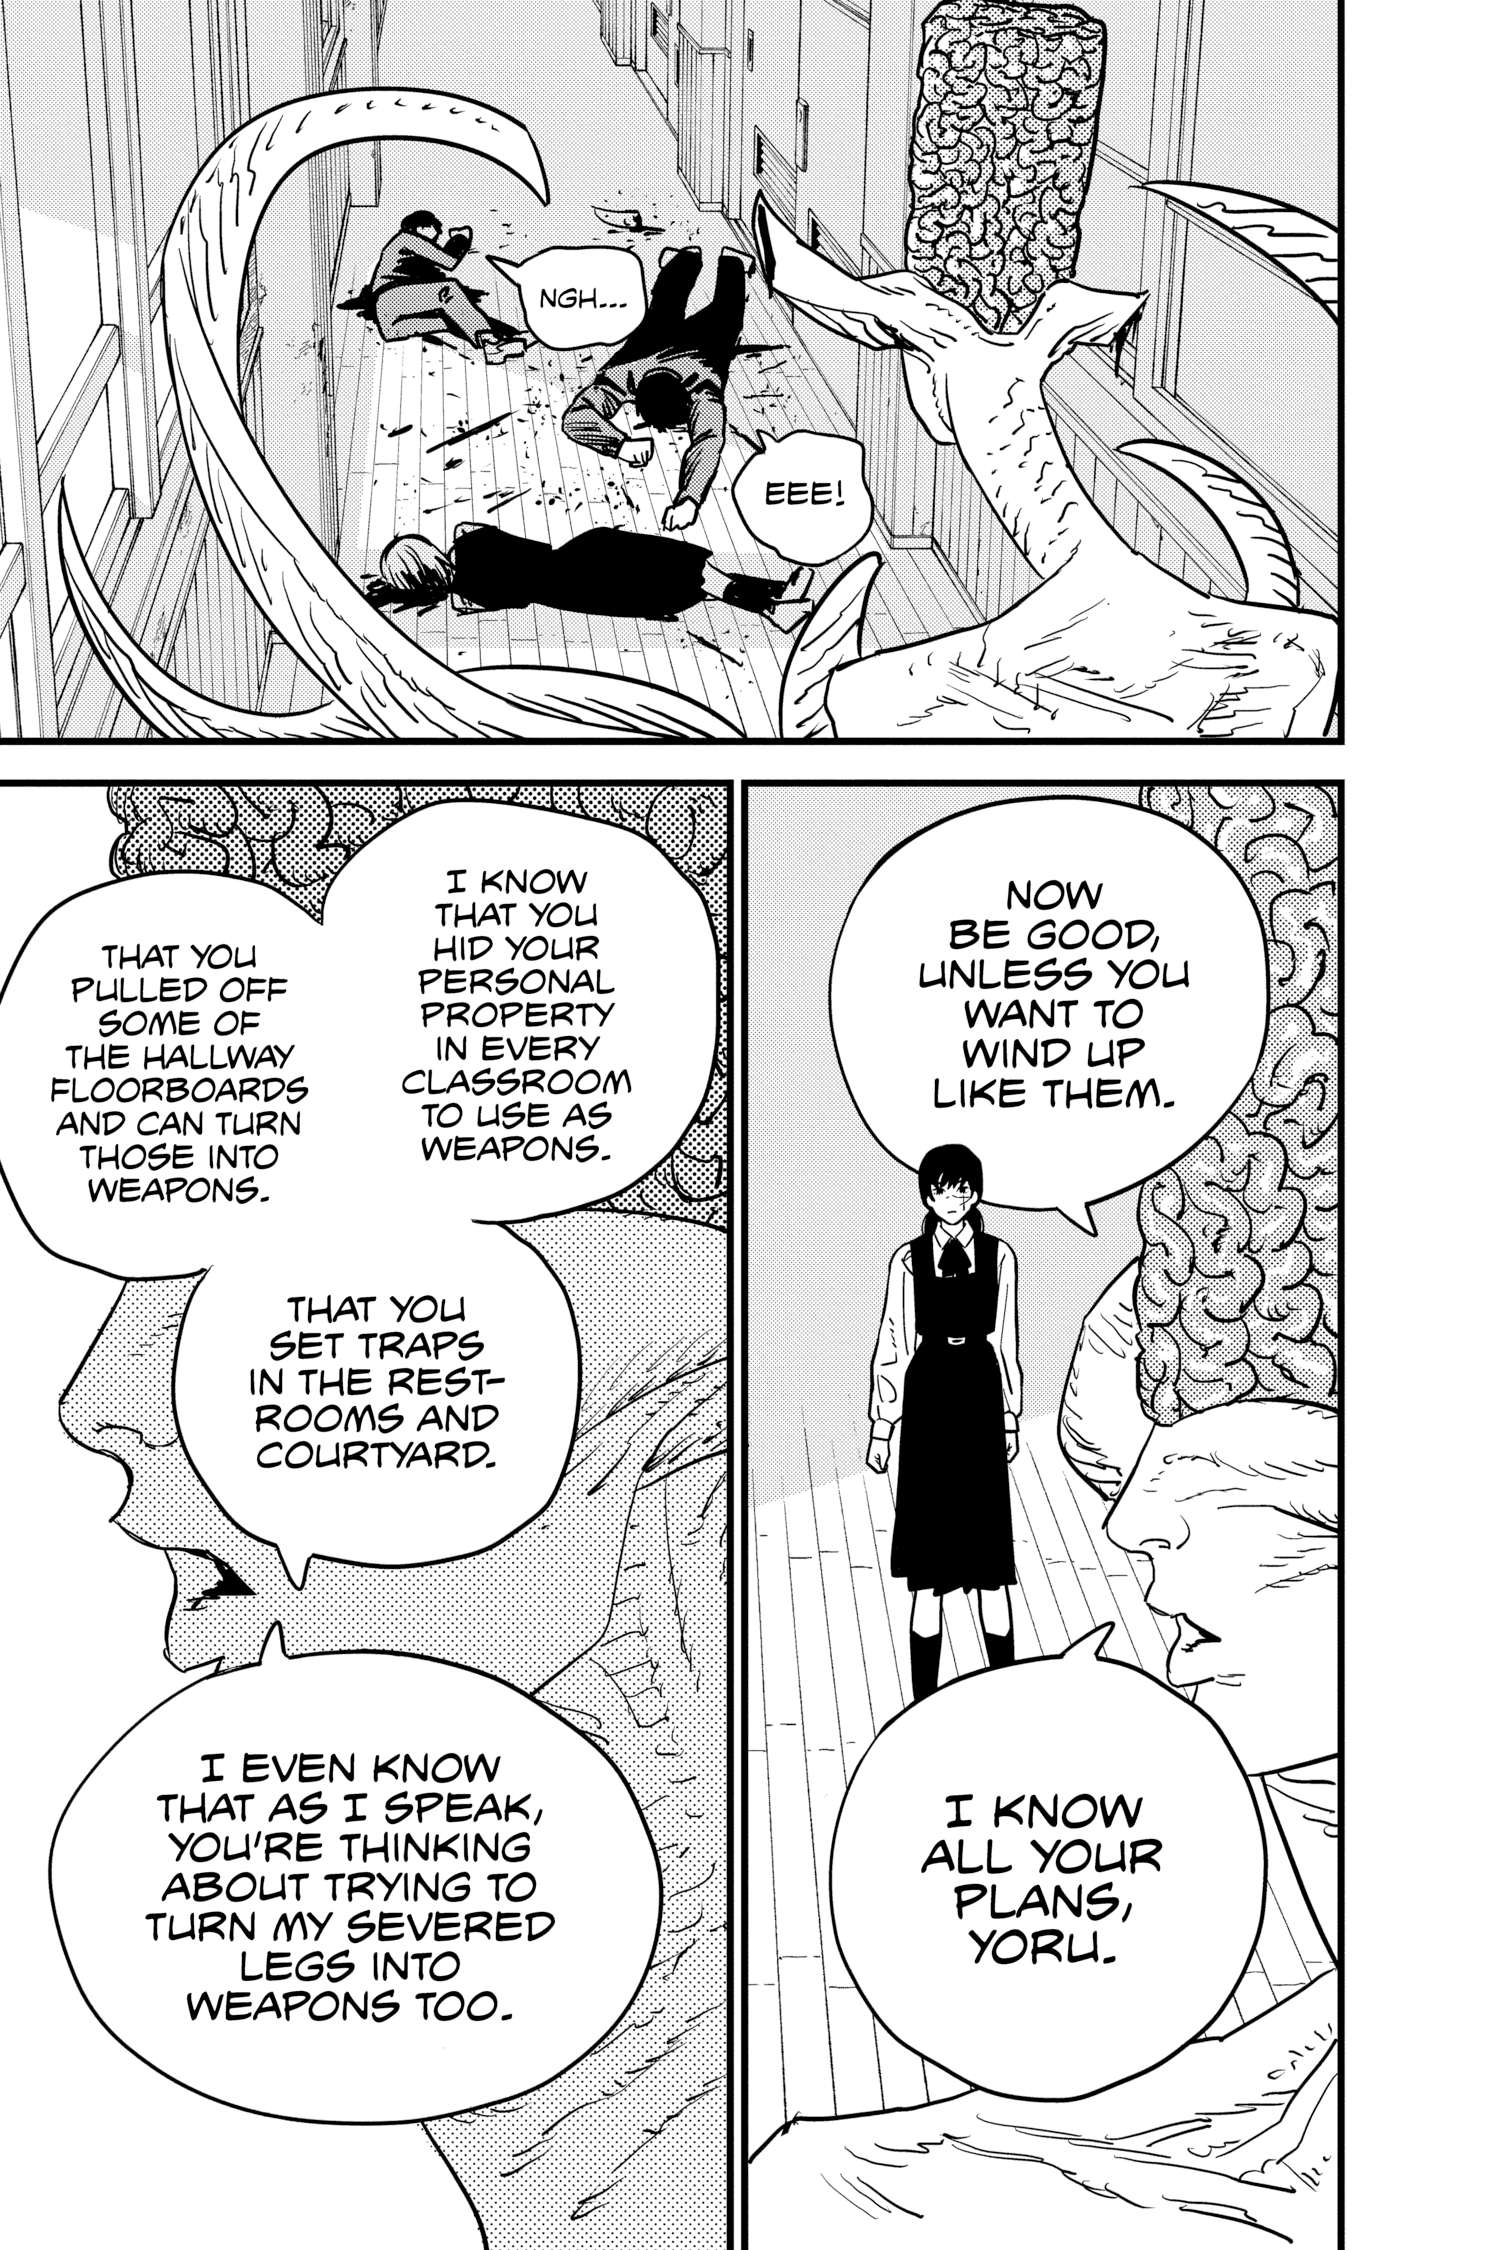 NGH...
EEE!
NOW
BE GOOD,
UNLESS YOU
WANT TO
WIND UP
LIKE THEM.
I KNOW
ALL YOUR
PLANS,
YORU.
I KNOW
THAT YOU
HID YOUR
PERSONAL
PROPERTY
IN EVERY
CLASSROOM
TO USE AS
WEAPONS.
THAT YOU
PULLED OFF
SOME OF
THE HALLWAY
FLOORBOARDS
AND CAN TURN
THOSE INTO
WEAPONS.
THAT YOU
SET TRAPS
IN THE REST-
ROOMS AND
COURTYARD.
I EVEN KNOW
THAT AS I SPEAK,
YOU'RE THINKING
ABOUT TRYING TO
TURN MY SEVERED
LEGS INTO
WEAPONS TOO.